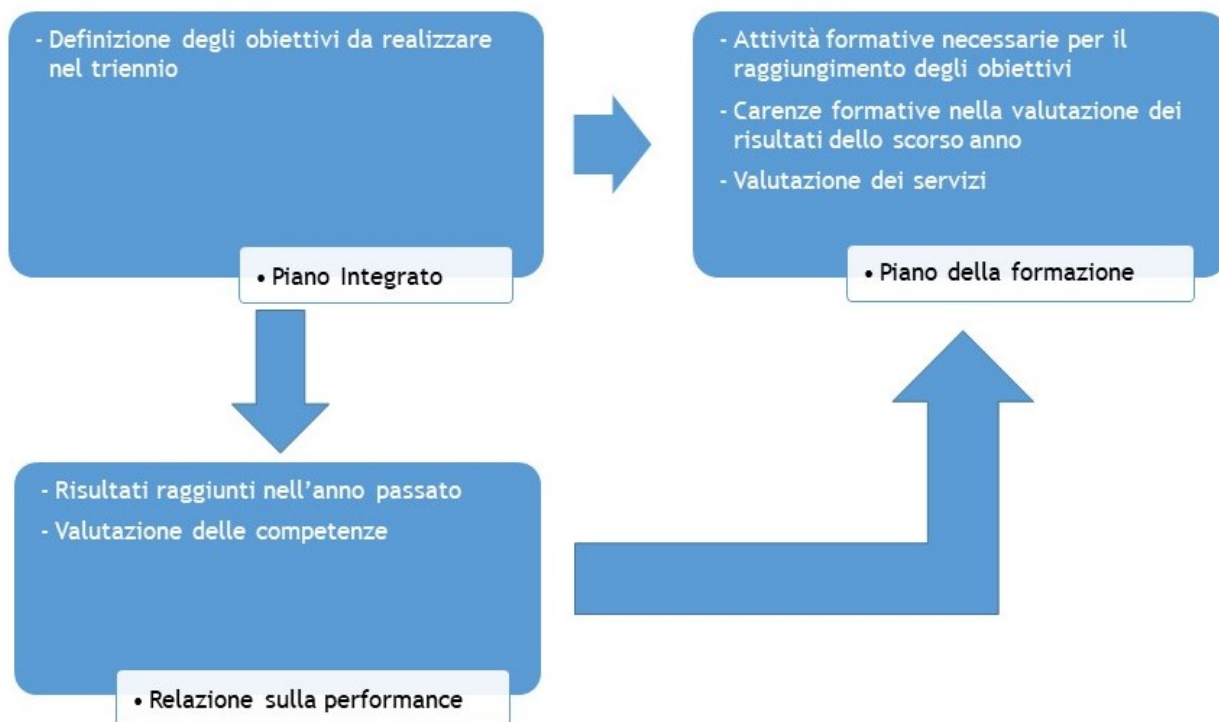 - Definizione degli obiettivi da realizzare
nel triennio
• Piano Integrato
- Attività formative necessarie per il
raggiungimento degli obiettivi
- Carenze formative nella valutazione dei
risultati dello scorso anno
- Valutazione dei servizi
• Piano della formazione
- Risultati raggiunti nell'anno passato
- Valutazione delle competenze
• Relazione sulla performance